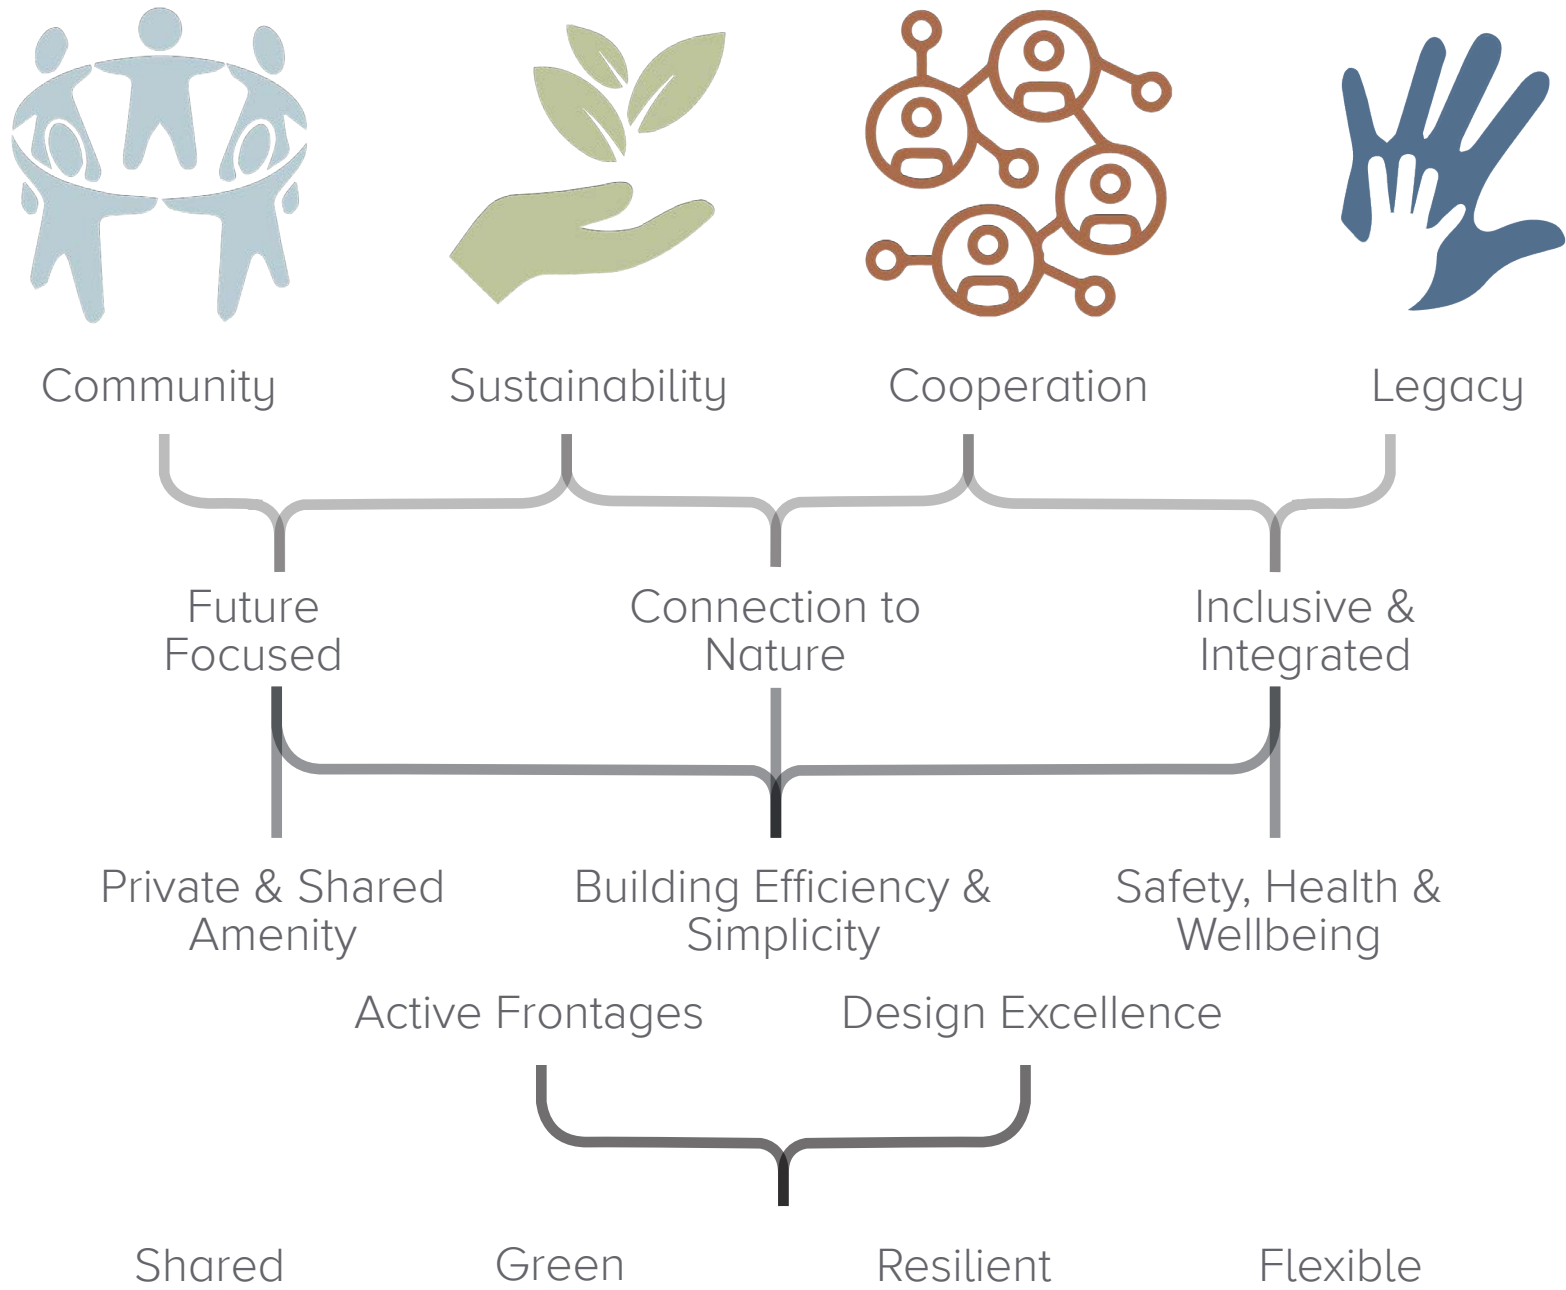 Community
Sustainability
Cooperation
Legacy
Future
Focused
Connection to
Nature
Inclusive &
Integrated
Private & Shared
Amenity
Building Efficiency &
Simplicity
Safety, Health &
Wellbeing
Active Frontages
Design Excellence
Shared
Green
Resilient
Flexible